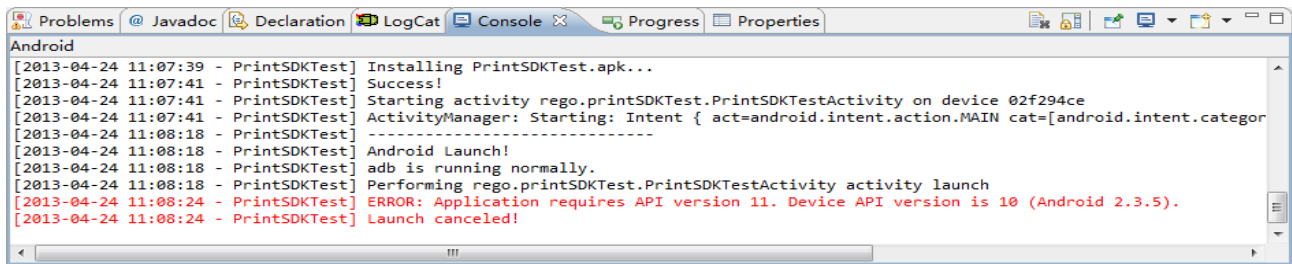 Problems @ Javadoc Declaration LogCat Console Progress Properties
Android
[2013-04-24 11:07:39 - PrintSDKTest] Installing PrintSDKTest.apk...
[2013-04-24 11:07:41 - PrintSDKTest] Success!
[2013-04-24 11:07:41 - PrintSDKTest] Starting activity rego.printSDKTest.PrintSDKTestActivity on device 02f294ce
[2013-04-24 11:07:41 - PrintSDKTest] ActivityManager: Starting: Intent { act=android.intent.action.MAIN cat=[android.intent.categor
[2013-04-24 11:08:18 - PrintSDKTest] ------------------------------
[2013-04-24 11:08:18 - PrintSDKTest] Android Launch!
[2013-04-24 11:08:18 - PrintSDKTest] adb is running normally.
[2013-04-24 11:08:18 - PrintSDKTest] Performing rego.printSDKTest.PrintSDKTestActivity activity launch
[2013-04-24 11:08:24 - PrintSDKTest] ERROR: Application requires API version 11. Device API version is 10 (Android 2.3.5).
[2013-04-24 11:08:24 - PrintSDKTest] Launch canceled!